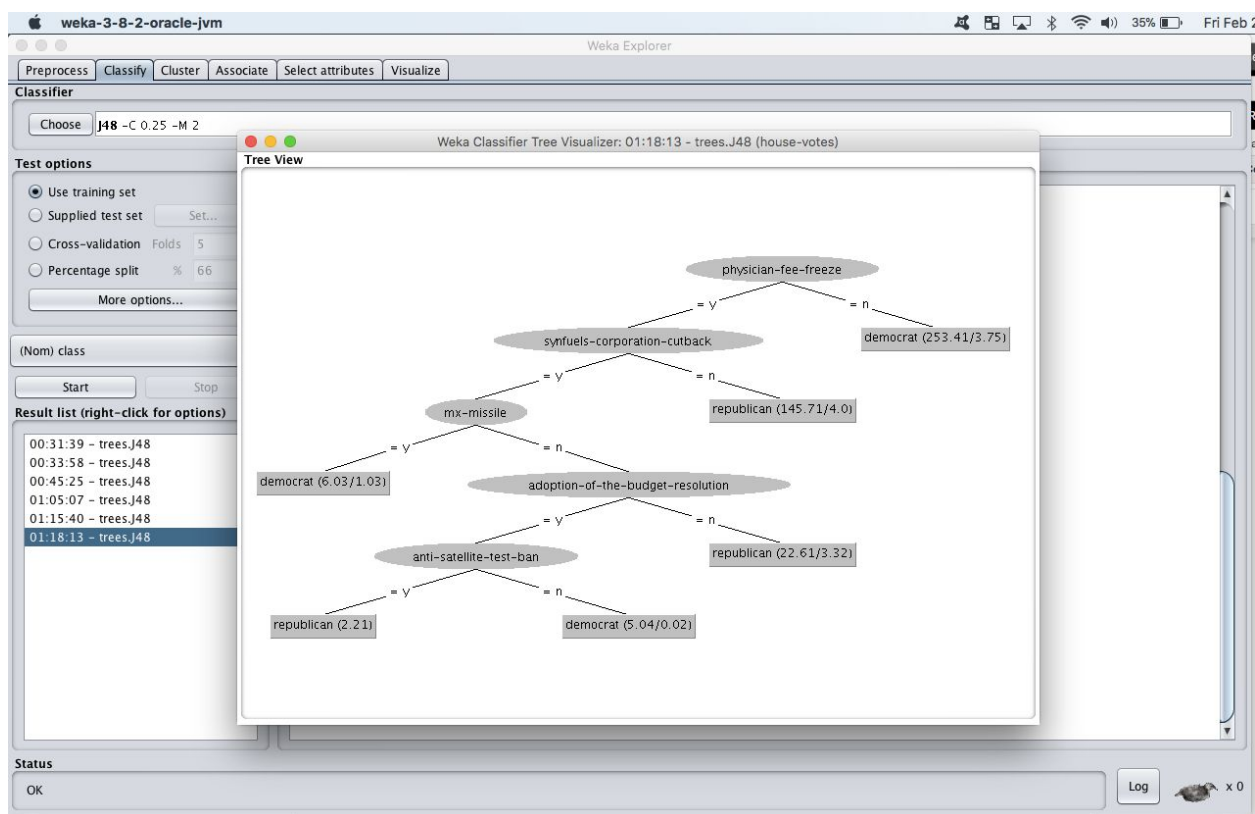 weka-3-8-2-oracle-jvm 35% Fri Feb 2
Weka Explorer
Preprocess Classify Cluster Associate Select attributes Visualize
Classifier
Choose J48 -C 0.25 -M 2
Weka Classifier Tree Visualizer: 01:18:13 - trees.J48 (house-votes)
Test options
Tree View
Use training set
Supplied test set Set...
Cross-validation Folds 5
Percentage split % 66
More options...
(Nom) class
Start Stop
Result list (right-click for options)
00:31:39 - trees.J48
00:33:58 - trees.J48
00:45:25 - trees.J48
01:05:07 - trees.J48
01:15:40 - trees.J48
01:18:13 - trees.J48
physician-fee-freeze
= y = n
synfuels-corporation-cutback democrat (253.41/3.75)
= y = n
mx-missile republican (145.71/4.0)
= y = n
democrat (6.03/1.03) adoption-of-the-budget-resolution
= y = n
anti-satellite-test-ban republican (22.61/3.32)
= y = n
republican (2.21) democrat (5.04/0.02)
Status
OK Log x 0